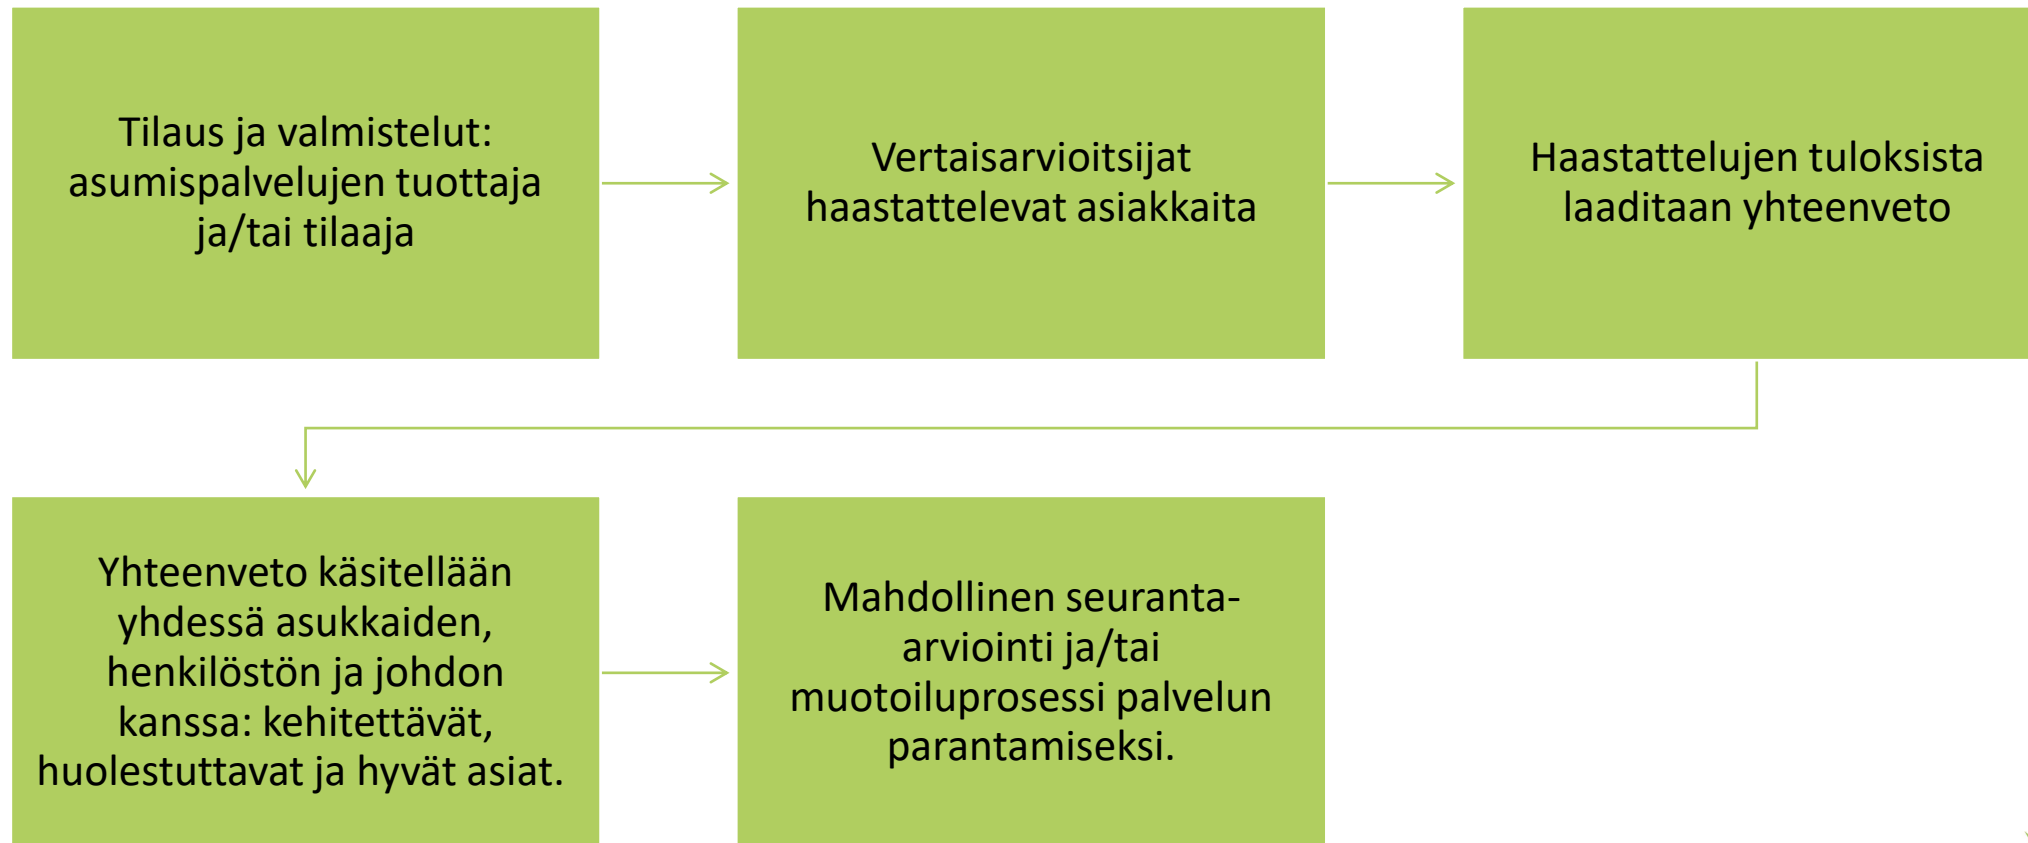 Tilaus ja valmistelut:
asumispalvelujen tuottaja
ja/tai tilaaja
Vertaisarvioitsijat
haastattelevat asiakkaita
Haastattelujen tuloksista
laaditaan yhteenveto
Yhteenveto käsitellään
yhdessä asukkaiden,
henkilöstön ja johdon
kanssa: kehitettävät,
huolestuttavat ja hyvät asiat.
Mahdollinen seuranta-
arviointi ja/tai
muotoiluprosessi palvelun
parantamiseksi.